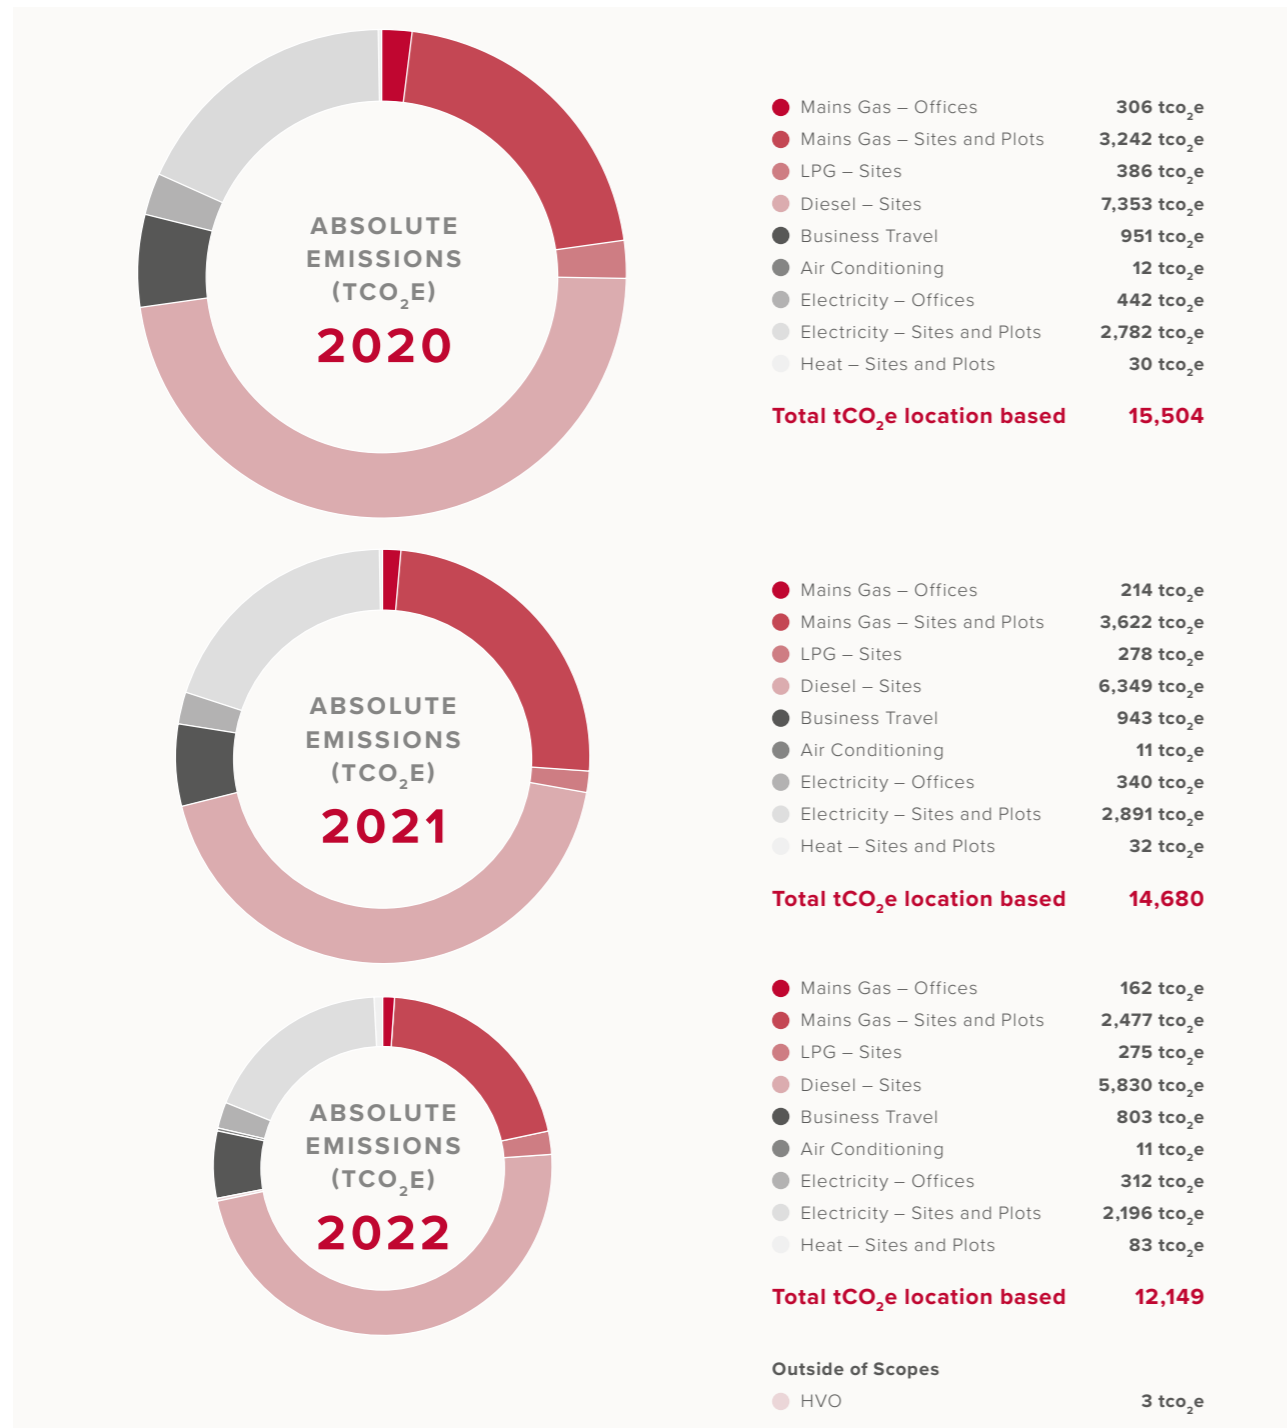 ABSOLUTE
EMISSIONS
(TCO₂E)
2020
Mains Gas – Offices 306 tco₂e
Mains Gas – Sites and Plots 3,242 tco₂e
LPG – Sites 386 tco₂e
Diesel – Sites 7,353 tco₂e
Business Travel 951 tco₂e
Air Conditioning 12 tco₂e
Electricity – Offices 442 tco₂e
Electricity – Sites and Plots 2,782 tco₂e
Heat – Sites and Plots 30 tco₂e
Total tCO₂e location based 15,504
ABSOLUTE
EMISSIONS
(TCO₂E)
2021
Mains Gas – Offices 214 tco₂e
Mains Gas – Sites and Plots 3,622 tco₂e
LPG – Sites 278 tco₂e
Diesel – Sites 6,349 tco₂e
Business Travel 943 tco₂e
Air Conditioning 11 tco₂e
Electricity – Offices 340 tco₂e
Electricity – Sites and Plots 2,891 tco₂e
Heat – Sites and Plots 32 tco₂e
Total tCO₂e location based 14,680
ABSOLUTE
EMISSIONS
(TCO₂E)
2022
Mains Gas – Offices 162 tco₂e
Mains Gas – Sites and Plots 2,477 tco₂e
LPG – Sites 275 tco₂e
Diesel – Sites 5,830 tco₂e
Business Travel 803 tco₂e
Air Conditioning 11 tco₂e
Electricity – Offices 312 tco₂e
Electricity – Sites and Plots 2,196 tco₂e
Heat – Sites and Plots 83 tco₂e
Total tCO₂e location based 12,149
Outside of Scopes
HVO 3 tco₂e